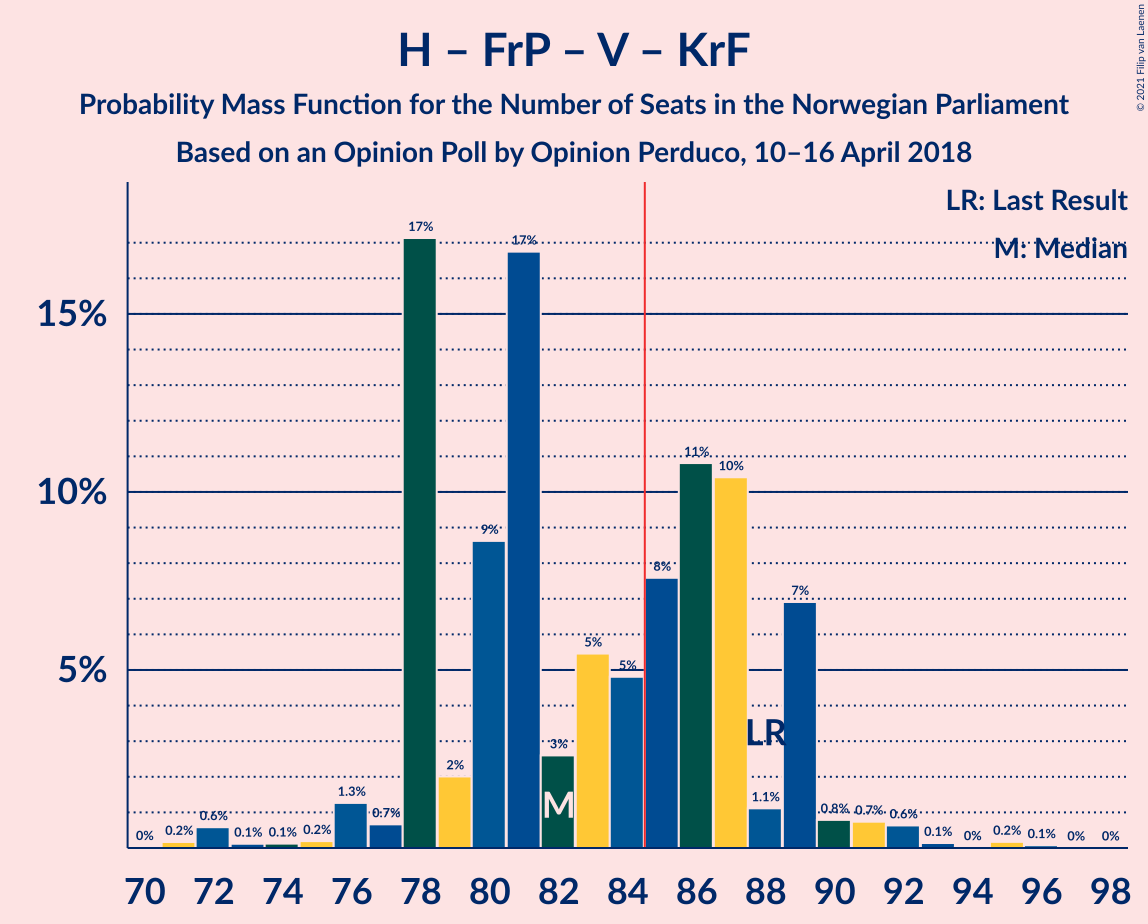 H – FrP – V – KrF
Probability Mass Function for the Number of Seats in the Norwegian Parliament
Based on an Opinion Poll by Opinion Perduco, 10–16 April 2018
© 2021 Filip van Laenen
LR: Last Result
M: Median
15%
10%
5%
0% 0.2% 0.6% 0.1% 0.1% 0.2% 1.3% 0.7% 17% 2% 9% 17% 3% 5% 5% 8% 11% 10% 1.1% 7% 0.8% 0.7% 0.6% 0.1% 0% 0.2% 0.1% 0% 0%
LR
M
70 72 74 76 78 80 82 84 86 88 90 92 94 96 98